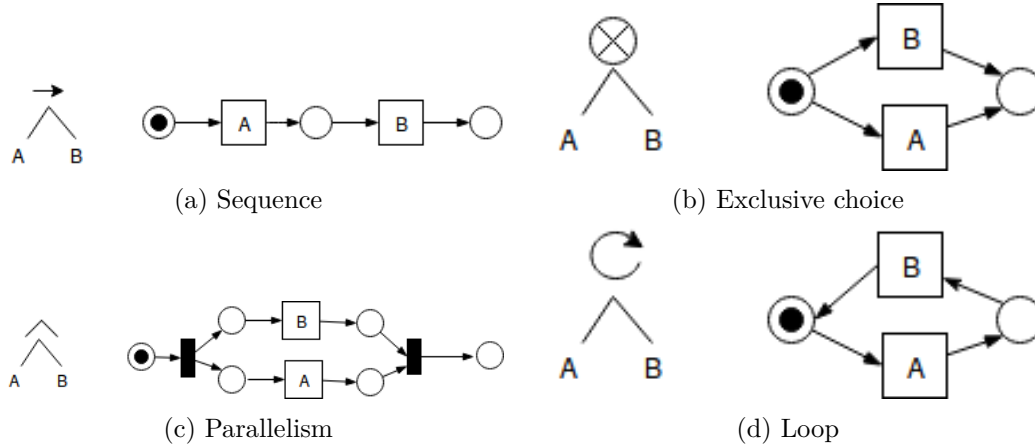 A B
A B
(a) Sequence
B
A
A B
(b) Exclusive choice
B
A
A B
(c) Parallelism
B
A
A B
(d) Loop